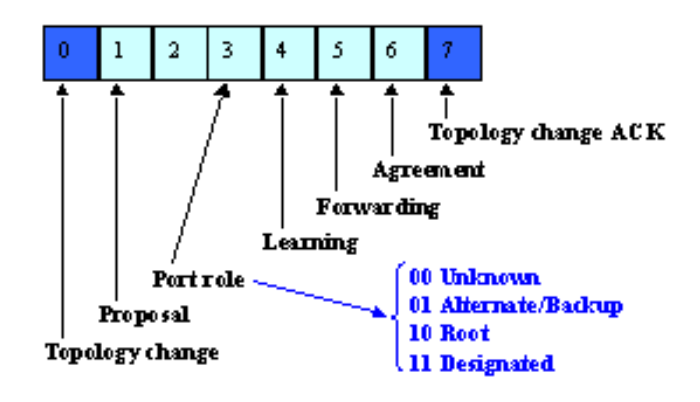 0 1 2 3 4 5 6 7
Topology change ACK
Agreement
Forwarding
Learning
Port role
00 Unknown
01 Alternate/Backup
10 Root
11 Designated
Proposal
Topology change